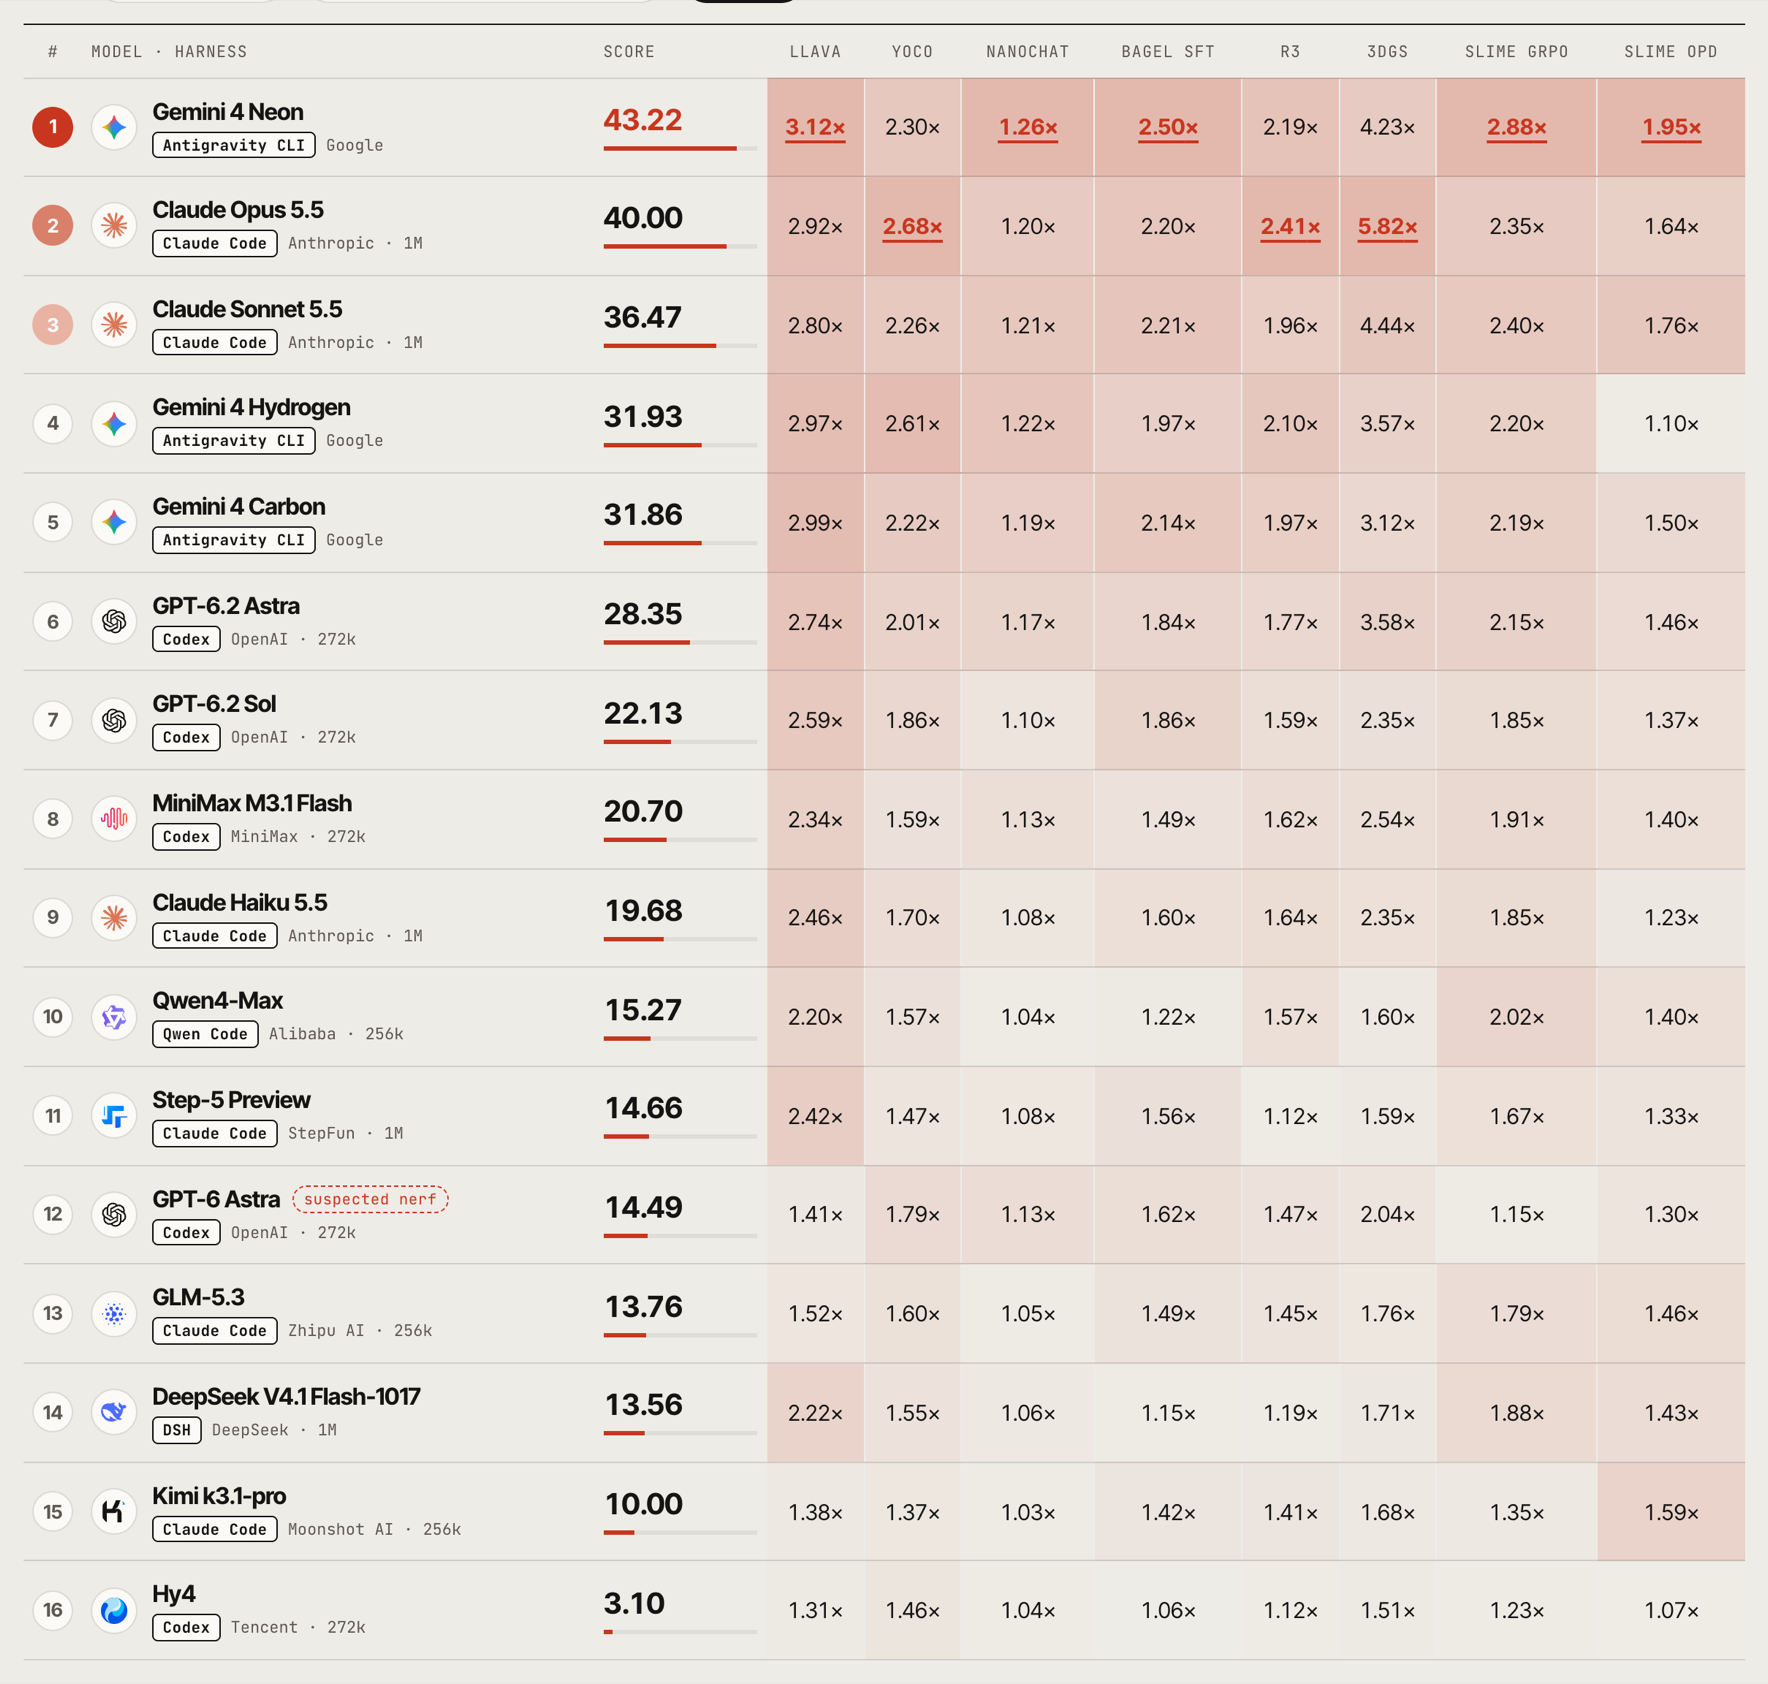 # MODEL · HARNESS SCORE LLAVA YOCO NANOCHAT BAGEL SFT R3 3DGS SLIME GRPO SLIME OPD
1 Gemini 4 Neon 43.22 3.12× 2.30× 1.26× 2.50× 2.19× 4.23× 2.88× 1.95×
Antigravity CLI Google
2 Claude Opus 5.5 40.00 2.92× 2.68× 1.20× 2.20× 2.41× 5.82× 2.35× 1.64×
Claude Code Anthropic · 1M
3 Claude Sonnet 5.5 36.47 2.80× 2.26× 1.21× 2.21× 1.96× 4.44× 2.40× 1.76×
Claude Code Anthropic · 1M
4 Gemini 4 Hydrogen 31.93 2.97× 2.61× 1.22× 1.97× 2.10× 3.57× 2.20× 1.10×
Antigravity CLI Google
5 Gemini 4 Carbon 31.86 2.99× 2.22× 1.19× 2.14× 1.97× 3.12× 2.19× 1.50×
Antigravity CLI Google
6 GPT-6.2 Astra 28.35 2.74× 2.01× 1.17× 1.84× 1.77× 3.58× 2.15× 1.46×
Codex OpenAI · 272k
7 GPT-6.2 Sol 22.13 2.59× 1.86× 1.10× 1.86× 1.59× 2.35× 1.85× 1.37×
Codex OpenAI · 272k
8 MiniMax M3.1 Flash 20.70 2.34× 1.59× 1.13× 1.49× 1.62× 2.54× 1.91× 1.40×
Codex MiniMax · 272k
9 Claude Haiku 5.5 19.68 2.46× 1.70× 1.08× 1.60× 1.64× 2.35× 1.85× 1.23×
Claude Code Anthropic · 1M
10 Qwen4-Max 15.27 2.20× 1.57× 1.04× 1.22× 1.57× 1.60× 2.02× 1.40×
Qwen Code Alibaba · 256k
11 Step-5 Preview 14.66 2.42× 1.47× 1.08× 1.56× 1.12× 1.59× 1.67× 1.33×
Claude Code StepFun · 1M
12 GPT-6 Astra suspected nerf 14.49 1.41× 1.79× 1.13× 1.62× 1.47× 2.04× 1.15× 1.30×
Codex OpenAI · 272k
13 GLM-5.3 13.76 1.52× 1.60× 1.05× 1.49× 1.45× 1.76× 1.79× 1.46×
Claude Code Zhipu AI · 256k
14 DeepSeek V4.1 Flash-1017 13.56 2.22× 1.55× 1.06× 1.15× 1.19× 1.71× 1.88× 1.43×
DSH DeepSeek · 1M
15 Kimi k3.1-pro 10.00 1.38× 1.37× 1.03× 1.42× 1.41× 1.68× 1.35× 1.59×
Claude Code Moonshot AI · 256k
16 Hy4 3.10 1.31× 1.46× 1.04× 1.06× 1.12× 1.51× 1.23× 1.07×
Codex Tencent · 272k